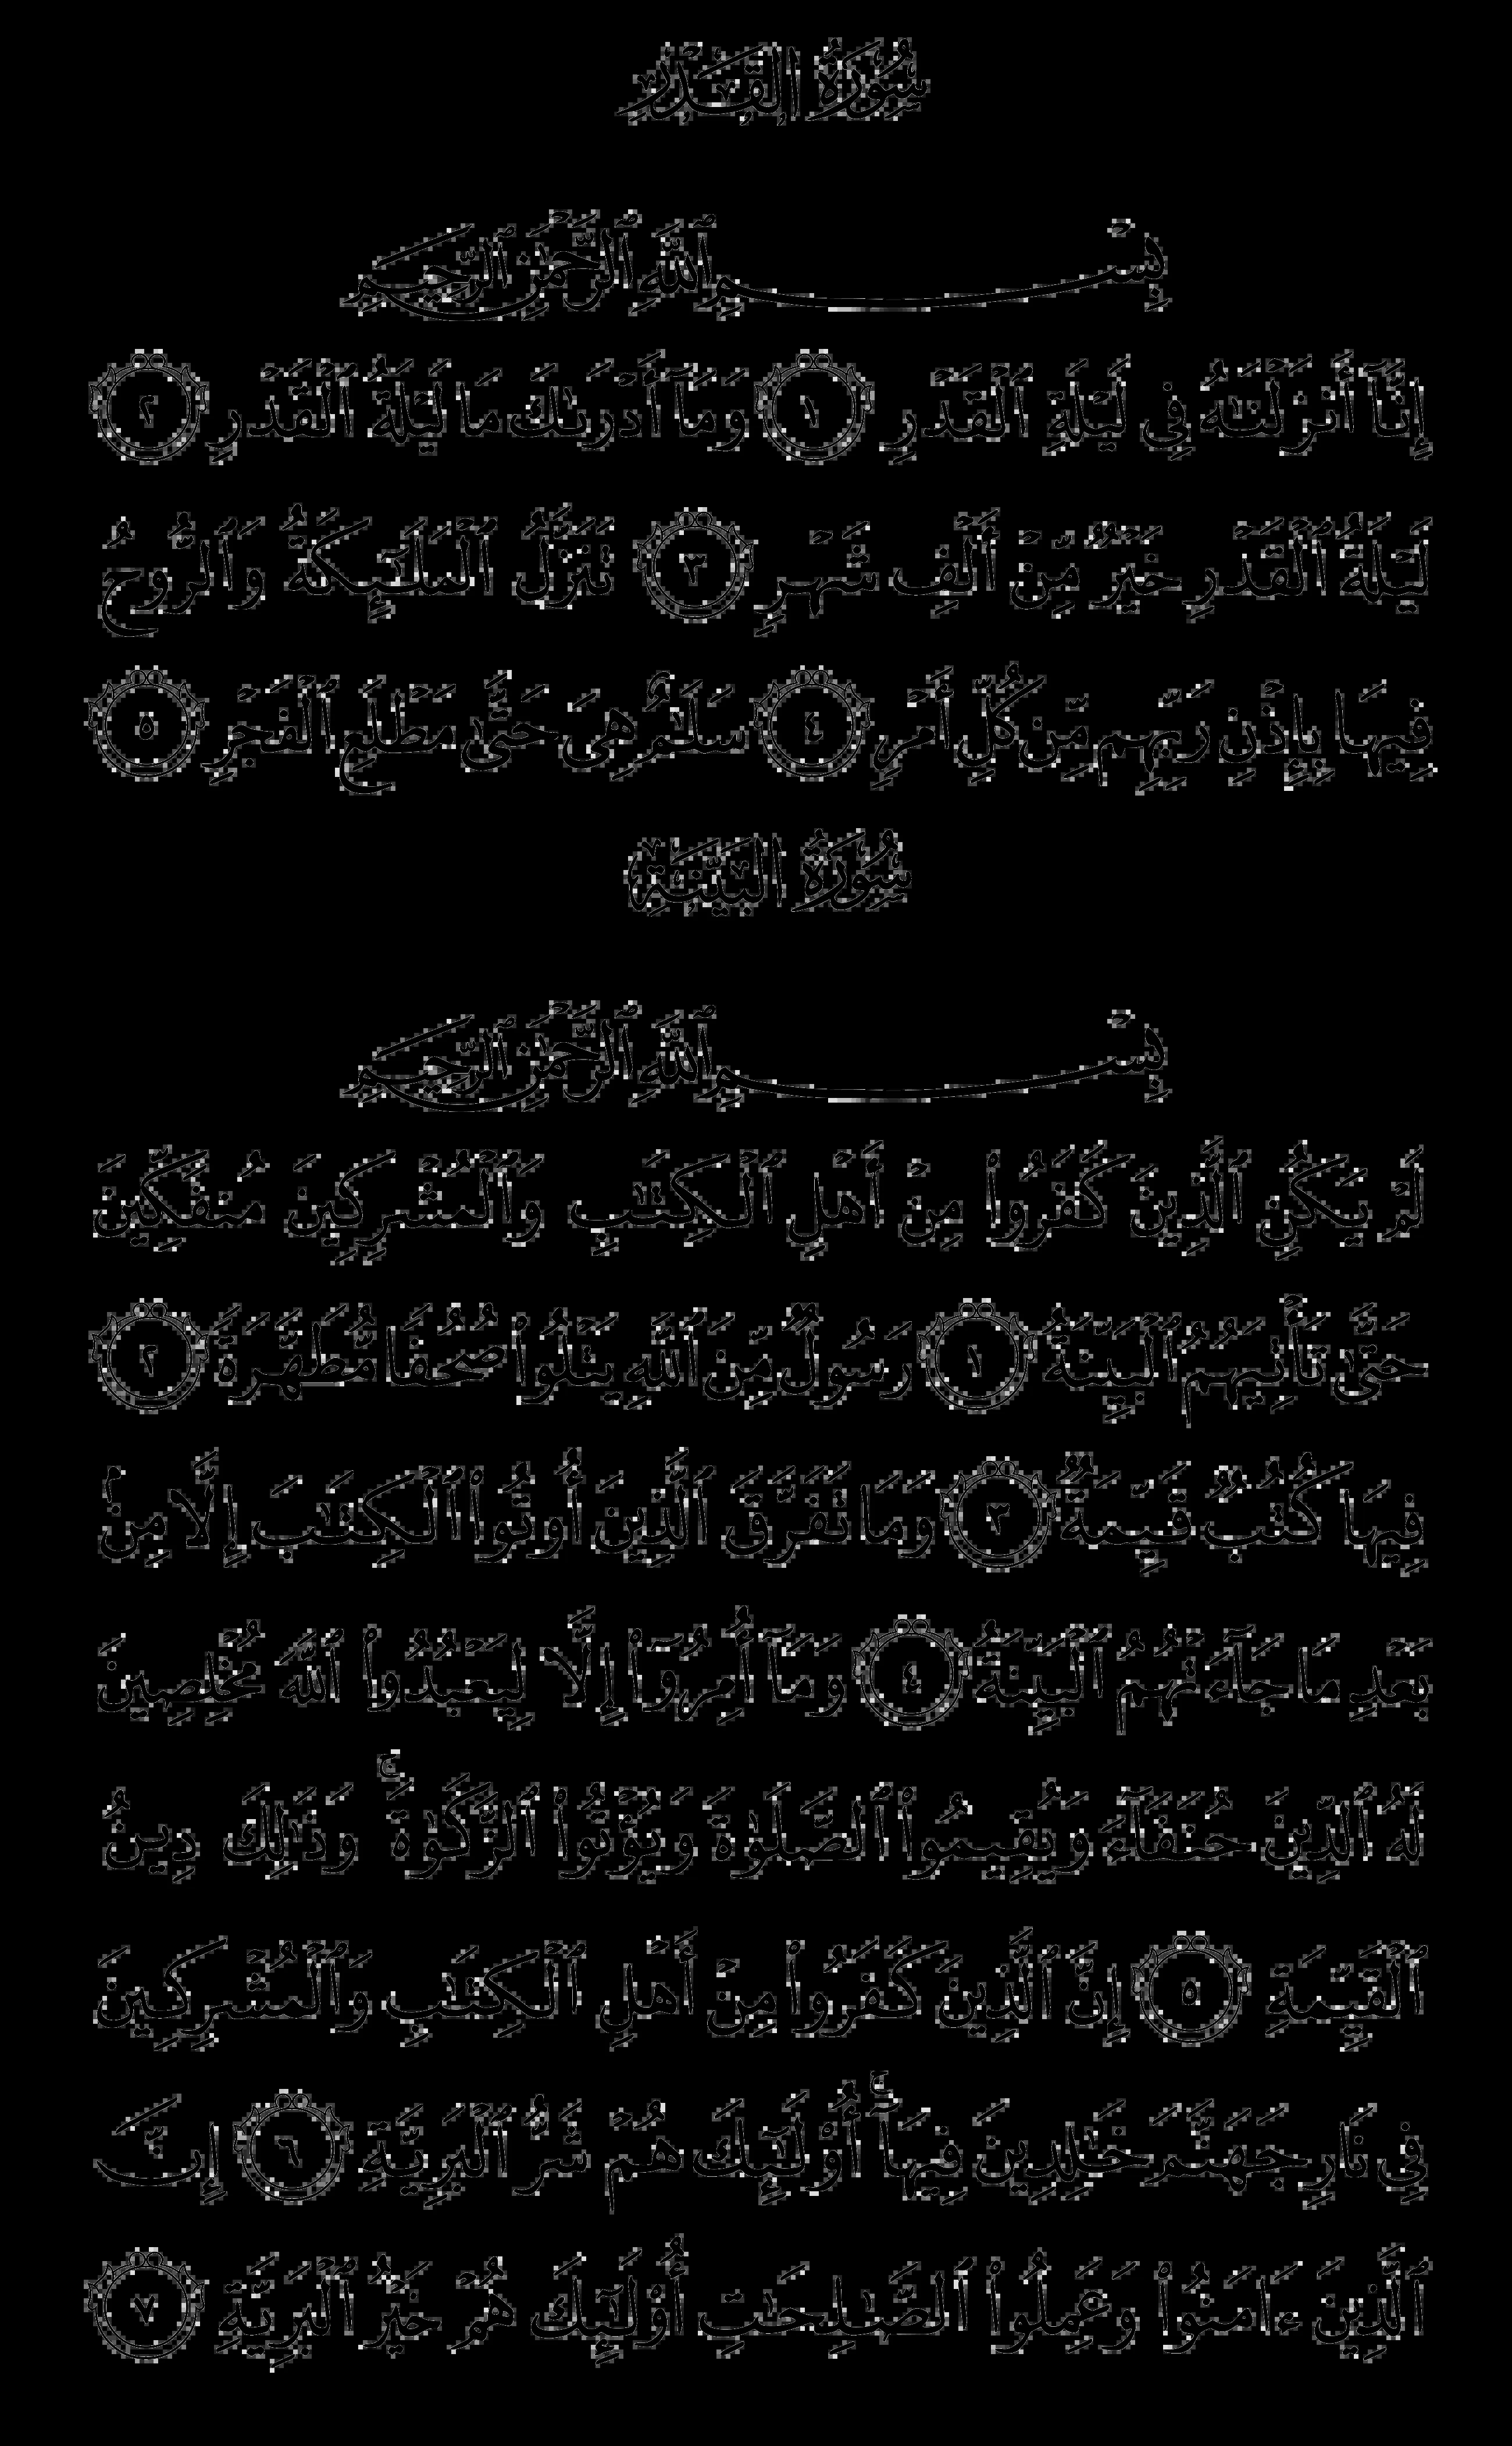 سُورَةُ القَدْرِ
بِسْمِ ٱللَّهِ ٱلرَّحْمَٰنِ ٱلرَّحِيمِ
إِنَّآ أَنزَلْنَٰهُ فِى لَيْلَةِ ٱلْقَدْرِ ١ وَمَآ أَدْرَىٰكَ مَا لَيْلَةُ ٱلْقَدْرِ ٢
لَيْلَةُ ٱلْقَدْرِ خَيْرٌ مِّنْ أَلْفِ شَهْرٍ ٣ تَنَزَّلُ ٱلْمَلَٰٓئِكَةُ وَٱلرُّوحُ
فِيهَا بِإِذْنِ رَبِّهِم مِّن كُلِّ أَمْرٍ ٤ سَلَٰمٌ هِىَ حَتَّىٰ مَطْلَعِ ٱلْفَجْرِ ٥
سُورَةُ البَيِّنَةِ
بِسْمِ ٱللَّهِ ٱلرَّحْمَٰنِ ٱلرَّحِيمِ
لَمْ يَكُنِ ٱلَّذِينَ كَفَرُوا۟ مِنْ أَهْلِ ٱلْكِتَٰبِ وَٱلْمُشْرِكِينَ مُنفَكِّينَ
حَتَّىٰ تَأْتِيَهُمُ ٱلْبَيِّنَةُ ١ رَسُولٌ مِّنَ ٱللَّهِ يَتْلُوا۟ صُحُفًا مُّطَهَّرَةً ٢
فِيهَا كُتُبٌ قَيِّمَةٌ ٣ وَمَا تَفَرَّقَ ٱلَّذِينَ أُوتُوا۟ ٱلْكِتَٰبَ إِلَّا مِنۢ
بَعْدِ مَا جَآءَتْهُمُ ٱلْبَيِّنَةُ ٤ وَمَآ أُمِرُوٓا۟ إِلَّا لِيَعْبُدُوا۟ ٱللَّهَ مُخْلِصِينَ
لَهُ ٱلدِّينَ حُنَفَآءَ وَيُقِيمُوا۟ ٱلصَّلَوٰةَ وَيُؤْتُوا۟ ٱلزَّكَوٰةَ ۚ وَذَٰلِكَ دِينُ
ٱلْقَيِّمَةِ ٥ إِنَّ ٱلَّذِينَ كَفَرُوا۟ مِنْ أَهْلِ ٱلْكِتَٰبِ وَٱلْمُشْرِكِينَ
فِى نَارِ جَهَنَّمَ خَٰلِدِينَ فِيهَآ ۚ أُو۟لَٰٓئِكَ هُمْ شَرُّ ٱلْبَرِيَّةِ ٦ إِنَّ
ٱلَّذِينَ ءَامَنُوا۟ وَعَمِلُوا۟ ٱلصَّٰلِحَٰتِ أُو۟لَٰٓئِكَ هُمْ خَيْرُ ٱلْبَرِيَّةِ ٧